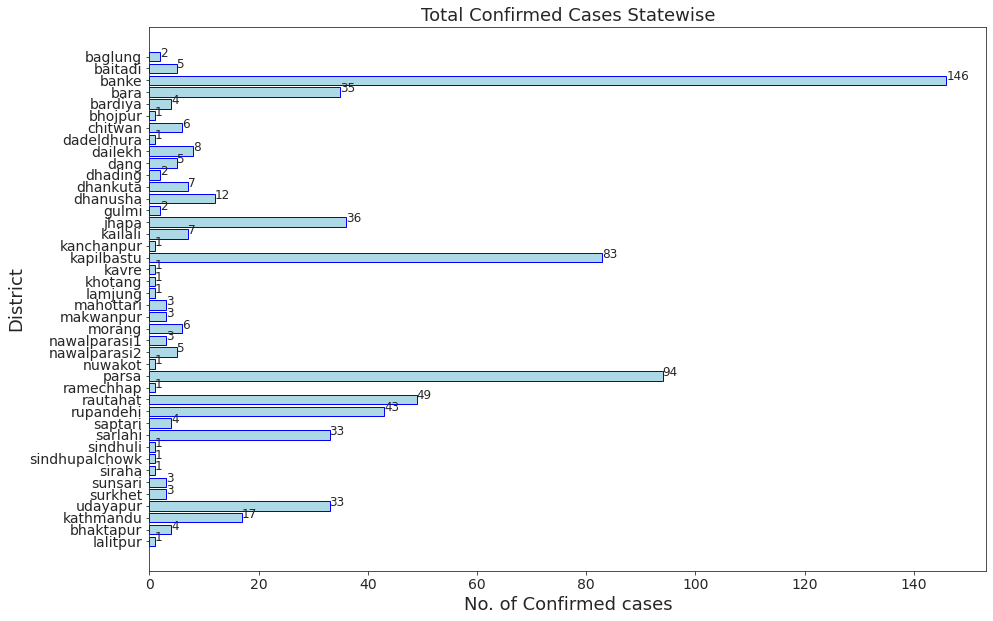 Total Confirmed Cases Statewise
District
baglung 2
baitadi 5
banke 146
bara 35
bardiya 4
bhojpur 1
chitwan 6
dadeldhura 1
dailekh 8
dang 5
dhading 2
dhankuta 7
dhanusha 12
gulmi 2
jhapa 36
kailali 7
kanchanpur 1
kapilbastu 83
kavre 1
khotang 1
lamjung 1
mahottari 3
makwanpur 3
morang 6
nawalparasi1 3
nawalparasi2 5
nuwakot 1
parsa 94
ramechhap 1
rautahat 49
rupandehi 43
saptari 4
sarlahi 33
sindhuli 1
sindhupalchowk 1
siraha 1
sunsari 3
surkhet 3
udayapur 33
kathmandu 17
bhaktapur 4
lalitpur 1
0 20 40 60 80 100 120 140
No. of Confirmed cases